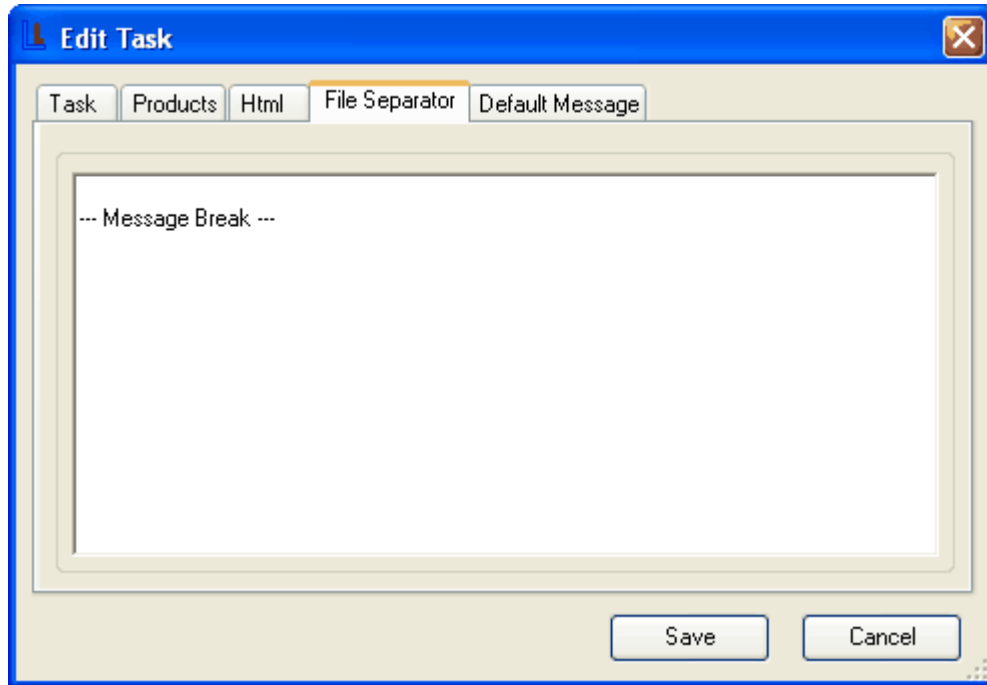 Edit Task
Task Products Html File Separator Default Message
--- Message Break ---
Save Cancel